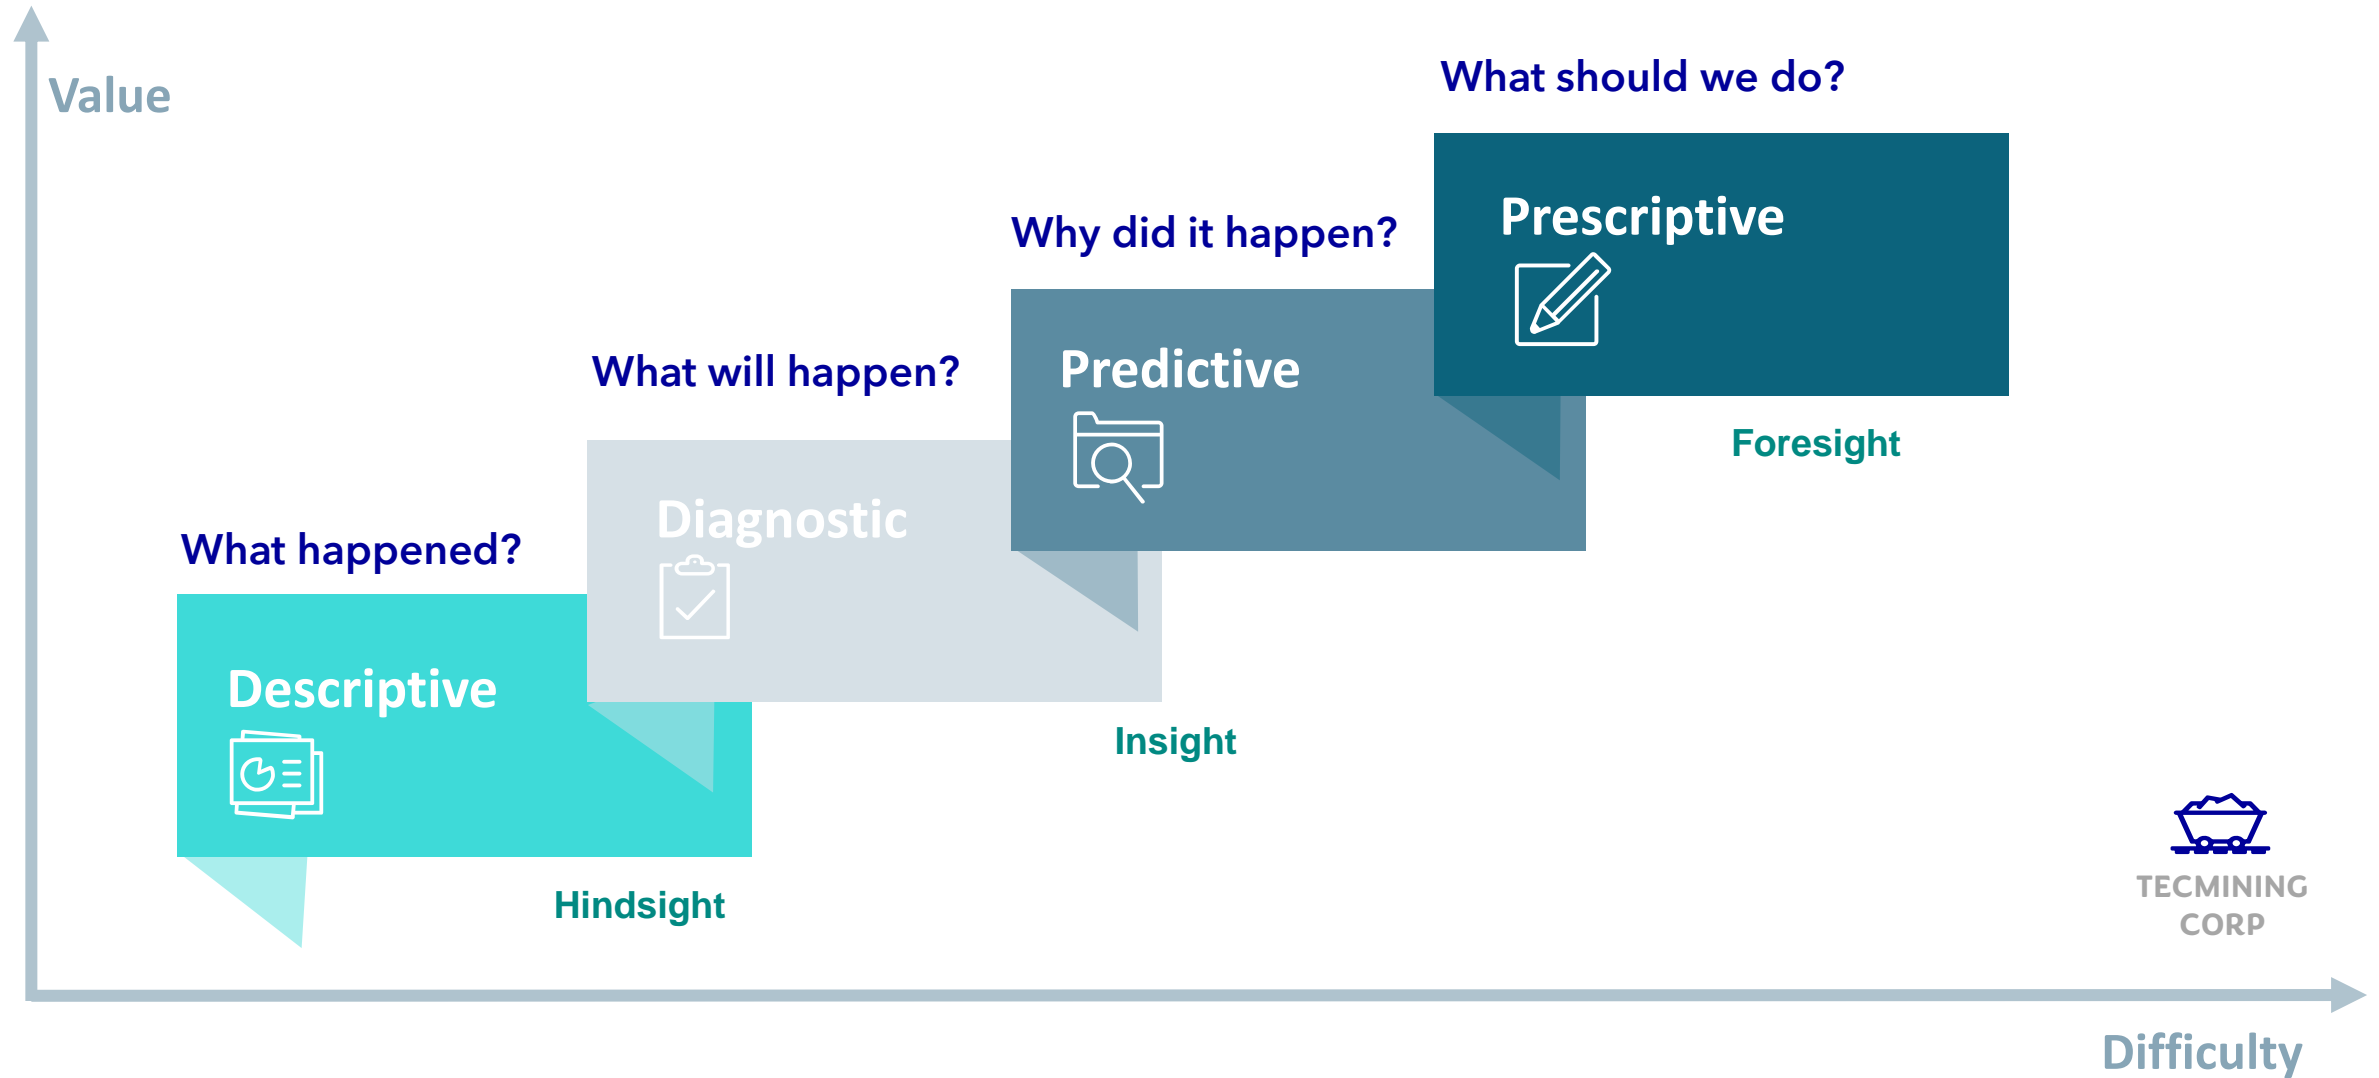 Value
What should we do?
Prescriptive
Why did it happen?
Predictive
Foresight
What will happen?
Diagnostic
Insight
What happened?
Descriptive
Hindsight
TECMINING
CORP
Difficulty